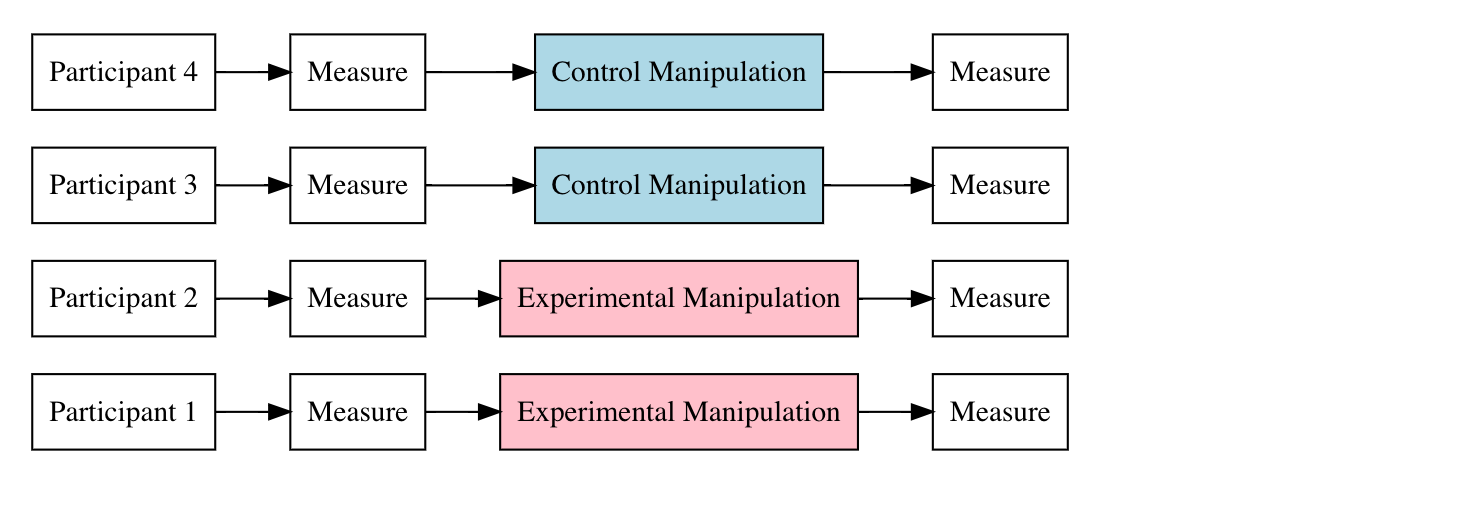 Participant 4 Measure Control Manipulation Measure
Participant 3 Measure Control Manipulation Measure
Participant 2 Measure Experimental Manipulation Measure
Participant 1 Measure Experimental Manipulation Measure